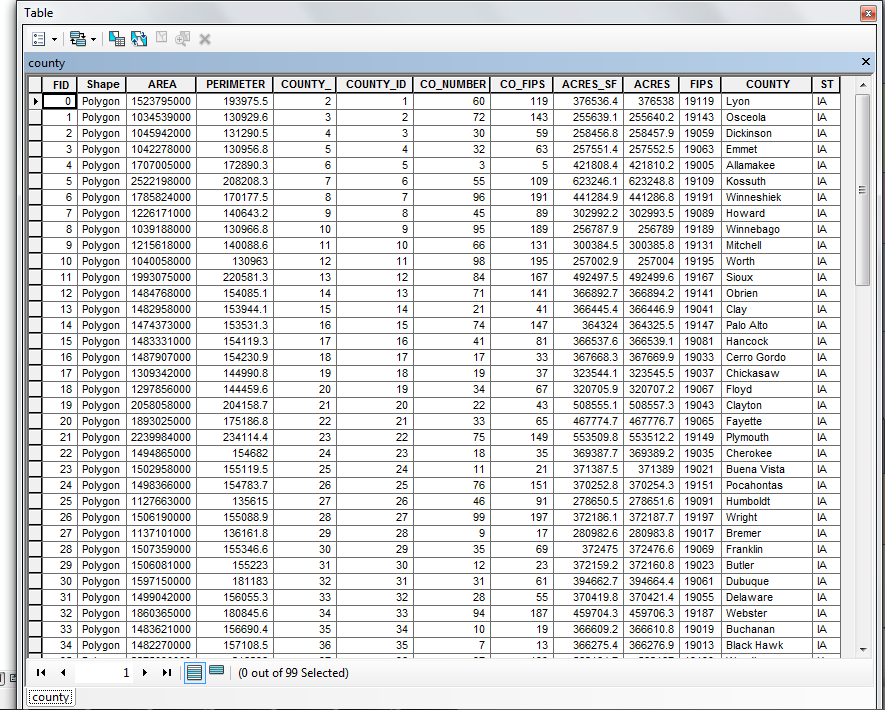 Table
county
FID Shape AREA PERIMETER COUNTY_ COUNTY_ID CO_NUMBER CO_FIPS ACRES_SF ACRES FIPS COUNTY ST
0 Polygon 1523795000 193975.5 2 1 60 119 376536.4 376538 19119 Lyon IA
1 Polygon 1034539000 130929.6 3 2 72 143 255639.1 255640.2 19143 Osceola IA
2 Polygon 1045942000 131290.5 4 3 30 59 258456.8 258457.9 19059 Dickinson IA
3 Polygon 1042278000 130956.8 5 4 32 63 257551.4 257552.5 19063 Emmet IA
4 Polygon 1707005000 172890.3 6 5 3 5 421808.4 421810.2 19005 Allamakee IA
5 Polygon 2522198000 208208.3 7 6 55 109 623246.1 623248.8 19109 Kossuth IA
6 Polygon 1785824000 170177.5 8 7 96 191 441284.9 441286.8 19191 Winneshiek IA
7 Polygon 1226171000 140643.2 9 8 45 89 302992.2 302993.5 19089 Howard IA
8 Polygon 1039188000 130966.8 10 9 95 189 256787.9 256789 19189 Winnebago IA
9 Polygon 1215618000 140088.6 11 10 66 131 300384.5 300385.8 19131 Mitchell IA
10 Polygon 1040058000 130963 12 11 98 195 257002.9 257004 19195 Worth IA
11 Polygon 1993075000 220581.3 13 12 84 167 492497.5 492499.6 19167 Sioux IA
12 Polygon 1484768000 154085.1 14 13 71 141 366892.7 366894.2 19141 Obrien IA
13 Polygon 1482958000 153944.1 15 14 21 41 366445.4 366446.9 19041 Clay IA
14 Polygon 1474373000 153531.3 16 15 74 147 364324 364325.5 19147 Palo Alto IA
15 Polygon 1483331000 154119.3 17 16 41 81 366537.6 366539.1 19081 Hancock IA
16 Polygon 1487907000 154230.9 18 17 17 33 367668.3 367669.9 19033 Cerro Gordo IA
17 Polygon 1309342000 144990.8 19 18 19 37 323544.1 323545.5 19037 Chickasaw IA
18 Polygon 1297856000 144459.6 20 19 34 67 320705.9 320707.2 19067 Floyd IA
19 Polygon 2058058000 204158.7 21 20 22 43 508555.1 508557.3 19043 Clayton IA
20 Polygon 1893025000 175186.8 22 21 33 65 467774.7 467776.7 19065 Fayette IA
21 Polygon 2239984000 234114.4 23 22 75 149 553509.8 553512.2 19149 Plymouth IA
22 Polygon 1494865000 154682 24 23 18 35 369387.7 369389.2 19035 Cherokee IA
23 Polygon 1502958000 155119.5 25 24 11 21 371387.5 371389 19021 Buena Vista IA
24 Polygon 1498366000 154783.7 26 25 76 151 370252.8 370254.3 19151 Pocahontas IA
25 Polygon 1127663000 135615 27 26 46 91 278650.5 278651.6 19091 Humboldt IA
26 Polygon 1506190000 155088.9 28 27 99 197 372186.1 372187.7 19197 Wright IA
27 Polygon 1137101000 136161.8 29 28 9 17 280982.6 280983.8 19017 Bremer IA
28 Polygon 1507359000 155346.6 30 29 35 69 372475 372476.6 19069 Franklin IA
29 Polygon 1506081000 155223 31 30 12 23 372159.2 372160.8 19023 Butler IA
30 Polygon 1597150000 181183 32 31 31 61 394662.7 394664.4 19061 Dubuque IA
31 Polygon 1499042000 156055.3 33 32 28 55 370419.8 370421.4 19055 Delaware IA
32 Polygon 1860365000 180845.6 34 33 94 187 459704.3 459706.3 19187 Webster IA
33 Polygon 1483621000 156690.4 35 34 10 19 366609.2 366610.8 19019 Buchanan IA
34 Polygon 1482270000 157108.5 36 35 7 13 366275.4 366276.9 19013 Black Hawk IA
1 (0 out of 99 Selected)
county